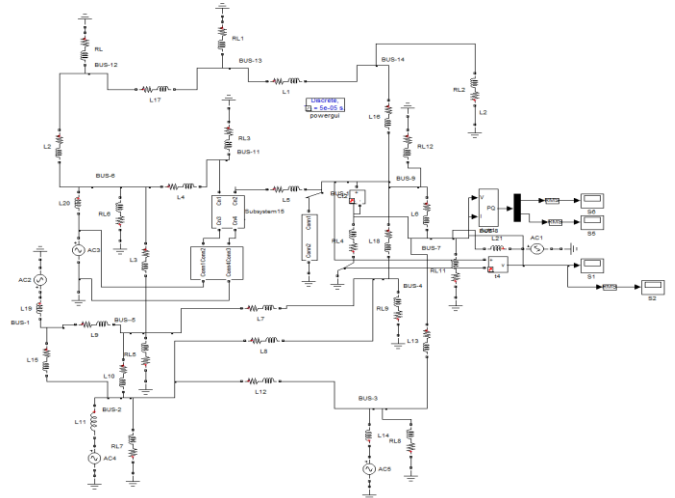 RL
BUS-12
RL1
BUS-13
BUS-14
L17
L1
Discrete,
= 5e-05 s.
powergui
RL2
L2
L16
RL12
L2
RL3
BUS-11
BUS-6
L4
L20
RL6
AC3
L3
L5
Subsystem15
BUS-9
L6
RL4
L18
BUS-7
RL11
L21
AC1
PQ
V
I
S6
S5
S1
S2
AC2
L19
BUS-1
L9
L15
RL5
L10
L7
L8
BUS-4
RL9
L13
L12
BUS-2
L11
RL7
AC4
BUS-3
L14
RL8
AC5